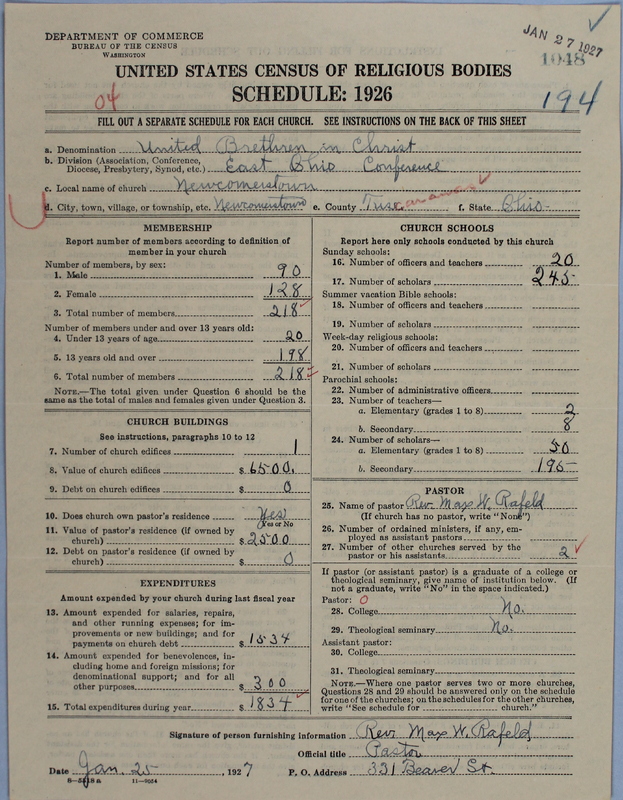 DEPARTMENT OF COMMERCE
BUREAU OF THE CENSUS
WASHINGTON
JAN 27 1927
1048
UNITED STATES CENSUS OF RELIGIOUS BODIES
SCHEDULE: 1926
04
194
FILL OUT A SEPARATE SCHEDULE FOR EACH CHURCH. SEE INSTRUCTIONS ON THE BACK OF THIS SHEET
a. Denomination United Brethren in Christ
b. Division (Association, Conference, Diocese, Presbytery, Synod, etc.) East Ohio Conference
c. Local name of church Newcomerstown
d. City, town, village, or township, etc. Newcomerstown e. County Tuscarawas f. State Ohio
MEMBERSHIP
Report number of members according to definition of
member in your church
Number of members, by sex:
1. Male 90
2. Female 128
3. Total number of members 218
Number of members under and over 13 years old:
4. Under 13 years of age 20
5. 13 years old and over 198
6. Total number of members 218
NOTE.—The total given under Question 6 should be
same as the total of males and females given under Question 3.
CHURCH BUILDINGS
See instructions, paragraphs 10 to 12
7. Number of church edifices 1
8. Value of church edifices $ 6500.
9. Debt on church edifices $ 0
10. Does church own pastor's residence Yes
(Yes or No)
11. Value of pastor's residence (if owned by
church) $ 2500
12. Debt on pastor's residence (if owned by
church) $ 0
EXPENDITURES
Amount expended by your church during last fiscal year
13. Amount expended for salaries, repairs,
and other running expenses; for im-
provements or new buildings; and for
payments on church debt $ 1534
14. Amount expended for benevolences, in-
cluding home and foreign missions; for
denominational support; and for all
other purposes $ 300
15. Total expenditures during year $ 1834
CHURCH SCHOOLS
Report here only schools conducted by this church
Sunday schools:
16. Number of officers and teachers 20
17. Number of scholars 245
Summer vacation Bible schools:
18. Number of officers and teachers
19. Number of scholars
Week-day religious schools:
20. Number of officers and teachers
21. Number of scholars
Parochial schools:
22. Number of administrative officers
23. Number of teachers—
a. Elementary (grades 1 to 8) 2
b. Secondary 8
24. Number of scholars—
a. Elementary (grades 1 to 8) 50
b. Secondary 195
PASTOR
25. Name of pastor Rev. Max W. Rafeld
(If church has no pastor, write "None")
26. Number of ordained ministers, if any, em-
ployed as assistant pastors
27. Number of other churches served by the
pastor or his assistants 2
If pastor (or assistant pastor) is a graduate of a college or
theological seminary, give name of institution below. (If
not a graduate, write "No" in the space indicated.)
Pastor: 0
28. College No.
29. Theological seminary No.
Assistant pastor:
30. College
31. Theological seminary
NOTE.—Where one pastor serves two or more churches,
Questions 28 and 29 should be answered only on the schedule
for one of the churches; on the schedules for the other churches,
write "See schedule for church."
Signature of person furnishing information Rev. Max W. Rafeld
Official title Pastor
Date Jan. 25, 1927 P. O. Address 331 Beaver St.
11—9054